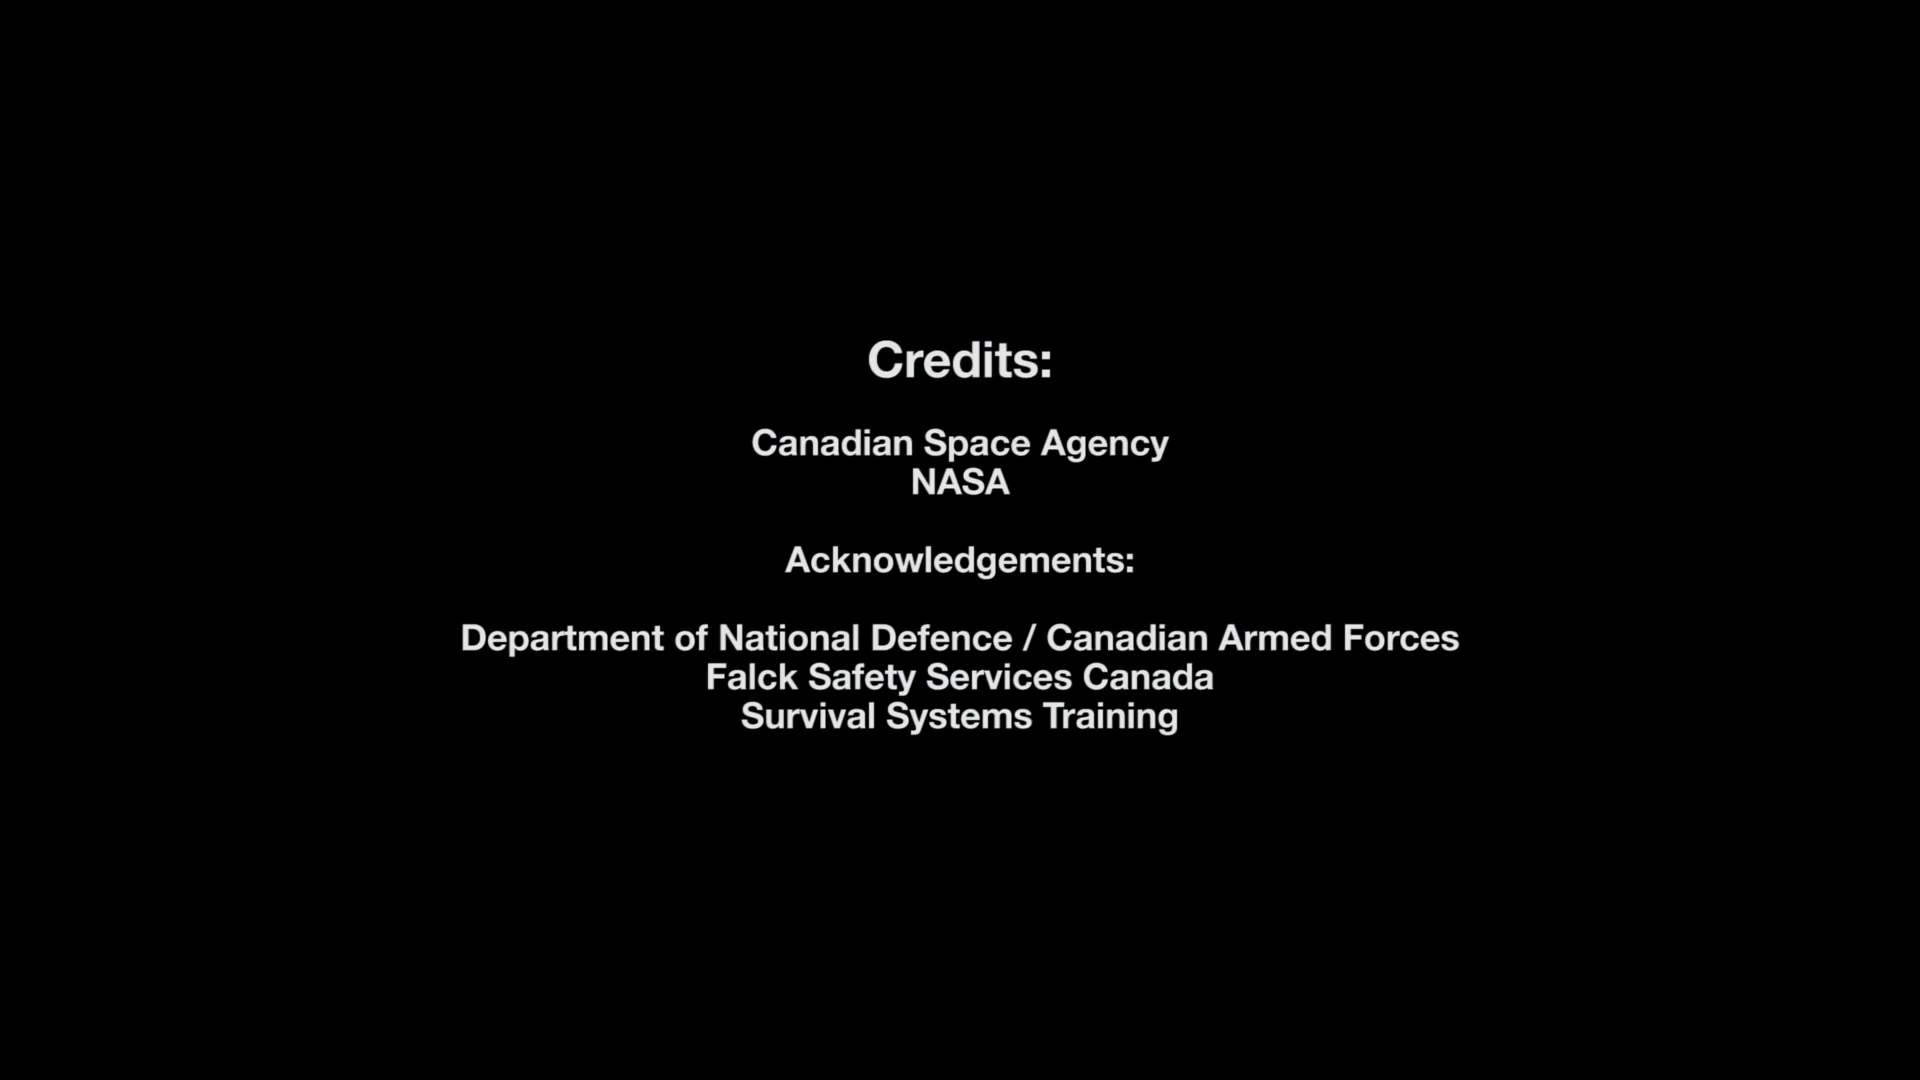 Credits:
Canadian Space Agency
NASA
Acknowledgements:
Department of National Defence / Canadian Armed Forces
Falck Safety Services Canada
Survival Systems Training